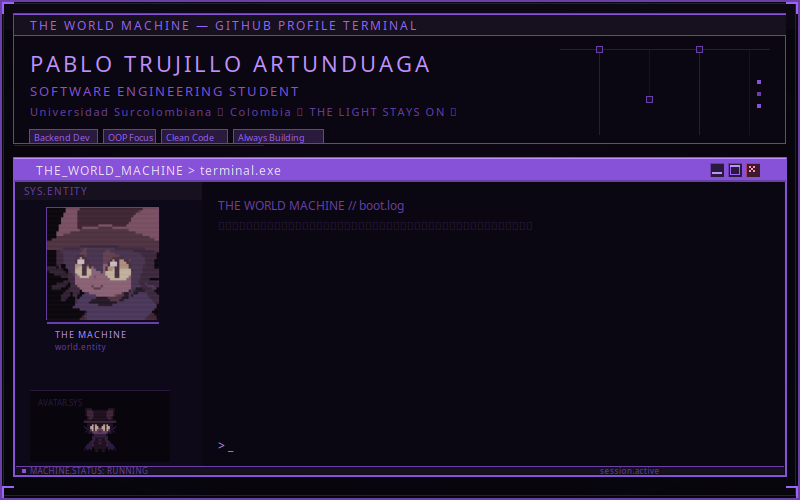 THE WORLD MACHINE — GITHUB PROFILE TERMINAL
PABLO TRUJILLO ARTUNDUAGA
SOFTWARE ENGINEERING STUDENT
Universidad Surcolombiana ▯ Colombia ▯ THE LIGHT STAYS ON ▯
Backend Dev OOP Focus Clean Code Always Building
THE_WORLD_MACHINE > terminal.exe
SYS.ENTITY
THE WORLD MACHINE // boot.log
THE MACHINE
world.entity
AVATAR.SYS
>_
MACHINE.STATUS: RUNNING session.active